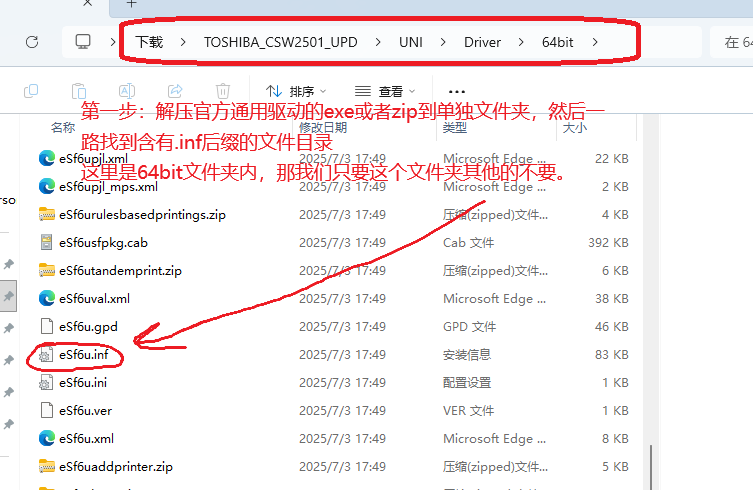 下载 > TOSHIBA_CSW2501_UPD > UNI > Driver > 64bit >
在 64
排序 查看 ...
第一步：解压官方通用驱动的exe或者zip到单独文件夹，然后一
路找到含有.inf后缀的文件目录
这里是64bit文件夹内，那我们只要这个文件夹其他的不要。
名称 修改日期 类型 大小
eSf6upjl.xml 2025/7/3 17:49 Microsoft Edge ... 22 KB
eSf6upjl_mps.xml 2025/7/3 17:49 Microsoft Edge ... 2 KB
eSf6urulesbasedprintings.zip 2025/7/3 17:49 压缩(zipped)文件... 4 KB
eSf6usfpkg.cab 2025/7/3 17:49 Cab 文件 392 KB
eSf6utandemprint.zip 2025/7/3 17:49 压缩(zipped)文件... 6 KB
eSf6uval.xml 2025/7/3 17:49 Microsoft Edge ... 38 KB
eSf6u.gpd 2025/7/3 17:49 GPD 文件 46 KB
eSf6u.inf 2025/7/3 17:49 安装信息 83 KB
eSf6u.ini 2025/7/3 17:49 配置设置 1 KB
eSf6u.ver 2025/7/3 17:49 VER 文件 1 KB
eSf6u.xml 2025/7/3 17:49 Microsoft Edge ... 8 KB
eSf6uaddprinter.zip 2025/7/3 17:49 压缩(zipped)文件... 5 KB